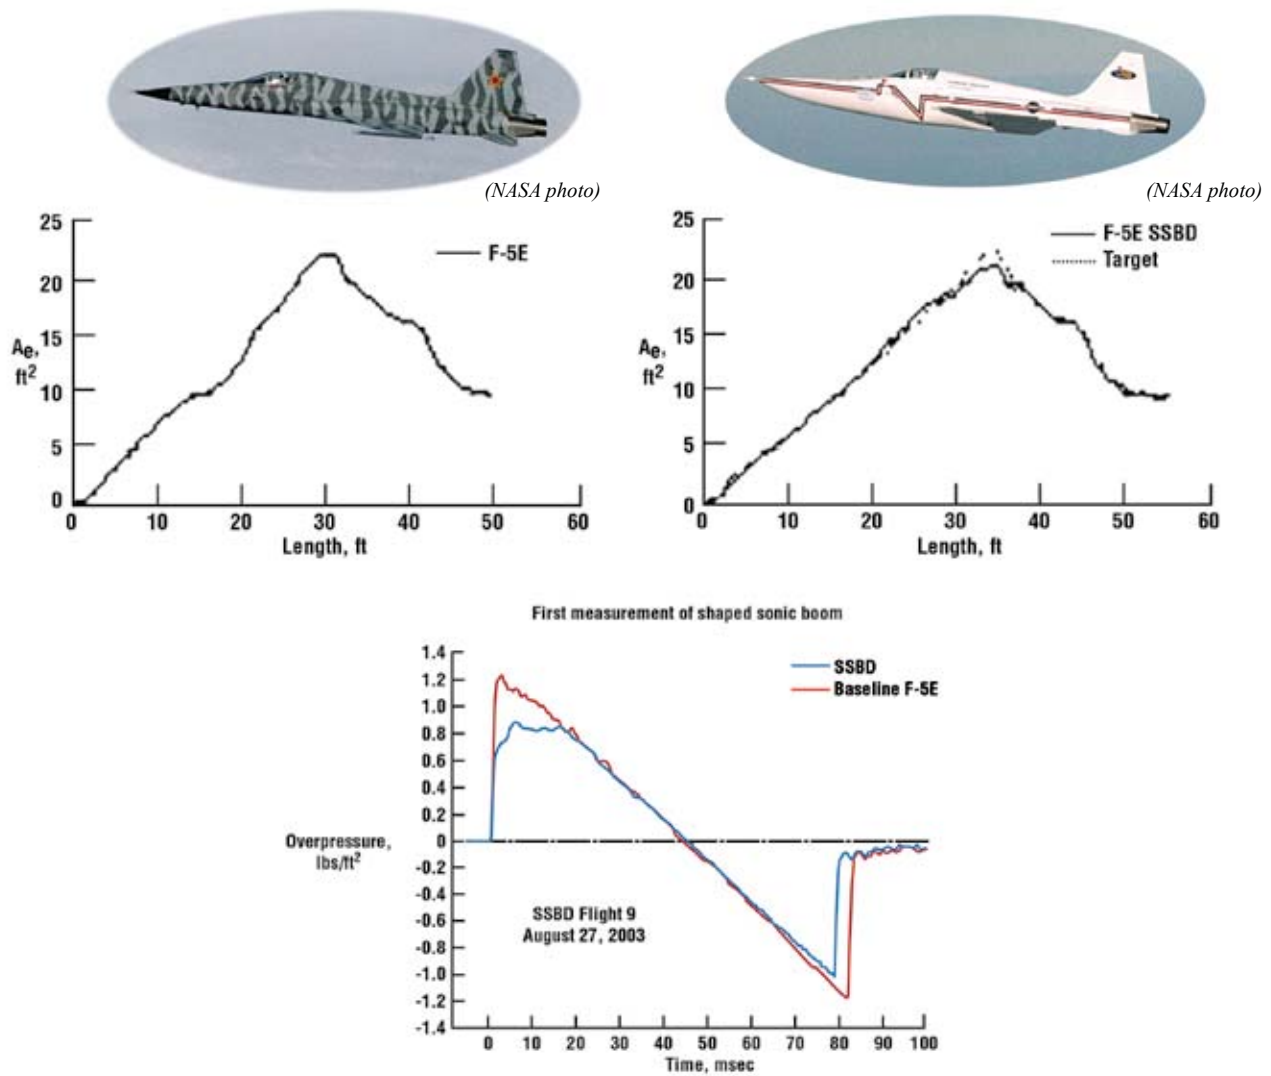 (NASA photo)
(NASA photo)
25
20
15
10
5
0
Ae,
ft2
F-5E
0 10 20 30 40 50 60
Length, ft
25
20
15
10
5
0
Ae,
ft2
F-5E SSBD
Target
0 10 20 30 40 50 60
Length, ft
First measurement of shaped sonic boom
1.4
1.2
1.0
0.8
0.6
0.4
0.2
0
-0.2
-0.4
-0.6
-0.8
-1.0
-1.2
-1.4
Overpressure,
lbs/ft2
SSBD
Baseline F-5E
SSBD Flight 9
August 27, 2003
0 10 20 30 40 50 60 70 80 90 100
Time, msec